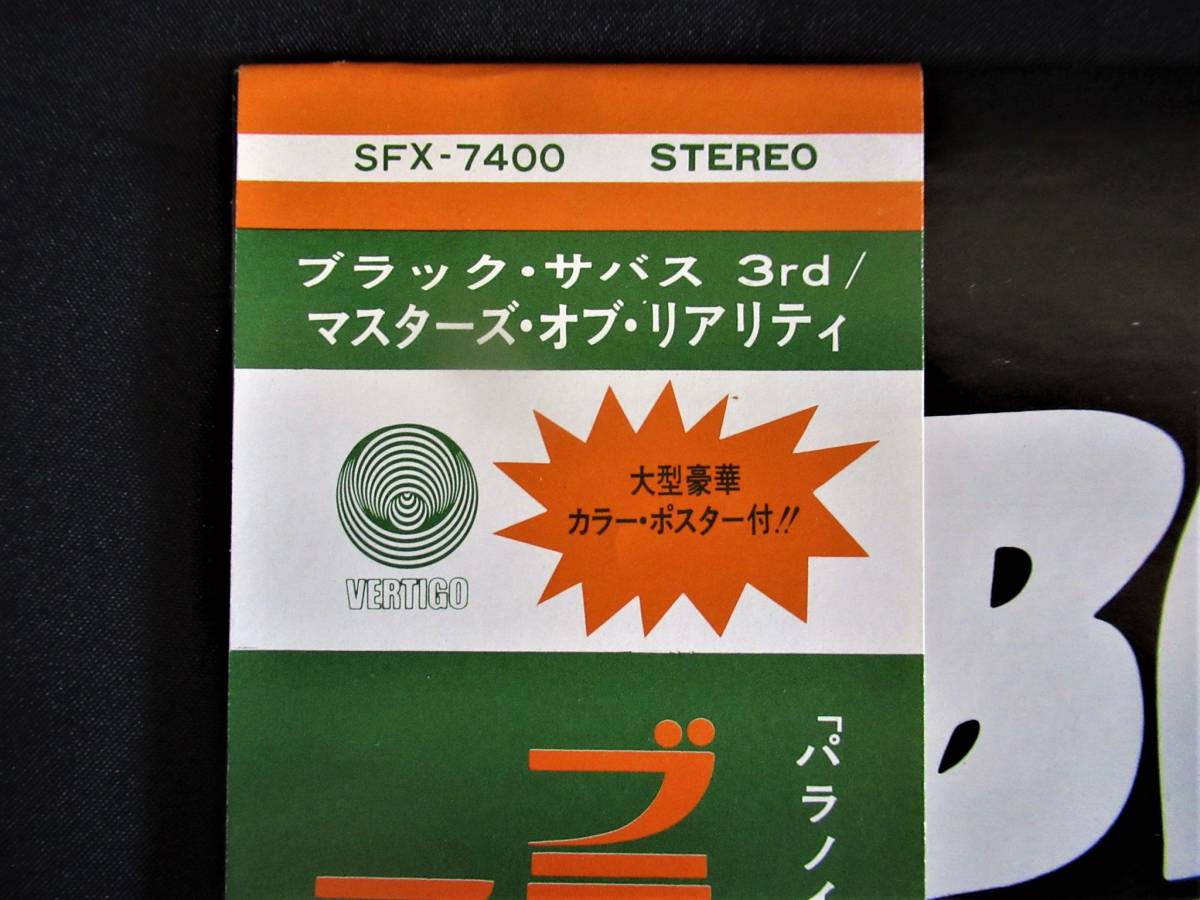 SFX-7400 STEREO
ブラック・サバス 3rd/
マスターズ・オブ・リアリティ
大型豪華
カラー・ポスター付!!
VERTIGO
「パラノイ
ブラ
B